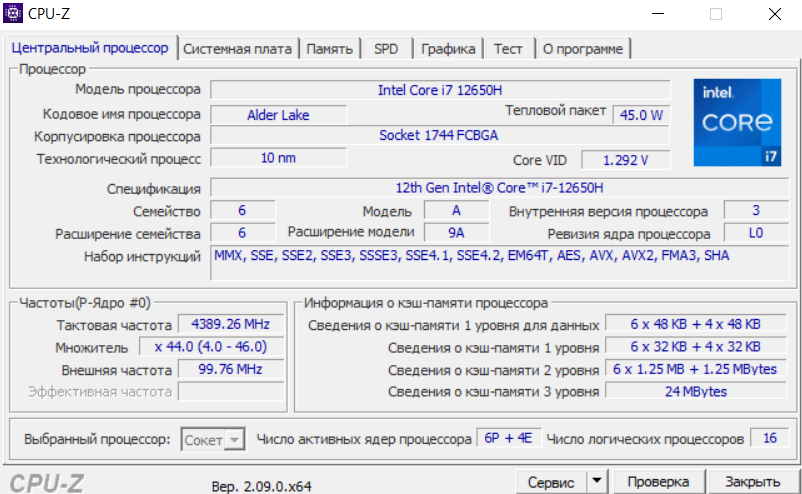 CPU-Z
Центральный процессор Системная плата Память SPD Графика Тест О программе
Процессор
Модель процессора Intel Core i7 12650H
Кодовое имя процессора Alder Lake Тепловой пакет 45.0 W
Корпусировка процессора Socket 1744 FCBGA
Технологический процесс 10 nm Core VID 1.292 V
intel CORE i7
Спецификация 12th Gen Intel® Core™ i7-12650H
Семейство 6 Модель A Внутренняя версия процессора 3
Расширение семейства 6 Расширение модели 9A Ревизия ядра процессора L0
Набор инструкций MMX, SSE, SSE2, SSE3, SSSE3, SSE4.1, SSE4.2, EM64T, AES, AVX, AVX2, FMA3, SHA
Частоты(P-Ядро #0) Информация о кэш-памяти процессора
Тактовая частота 4389.26 MHz Сведения о кэш-памяти 1 уровня для данных 6 x 48 KB + 4 x 48 KB
Множитель x 44.0 (4.0 - 46.0) Сведения о кэш-памяти 1 уровня 6 x 32 KB + 4 x 32 KB
Внешняя частота 99.76 MHz Сведения о кэш-памяти 2 уровня 6 x 1.25 MB + 1.25 MBytes
Эффективная частота Сведения о кэш-памяти 3 уровня 24 MBytes
Выбранный процессор: Сокет Число активных ядер процессора 6P + 4E Число логических процессоров 16
CPU-Z Вер. 2.09.0.x64 Сервис Проверка Закрыть